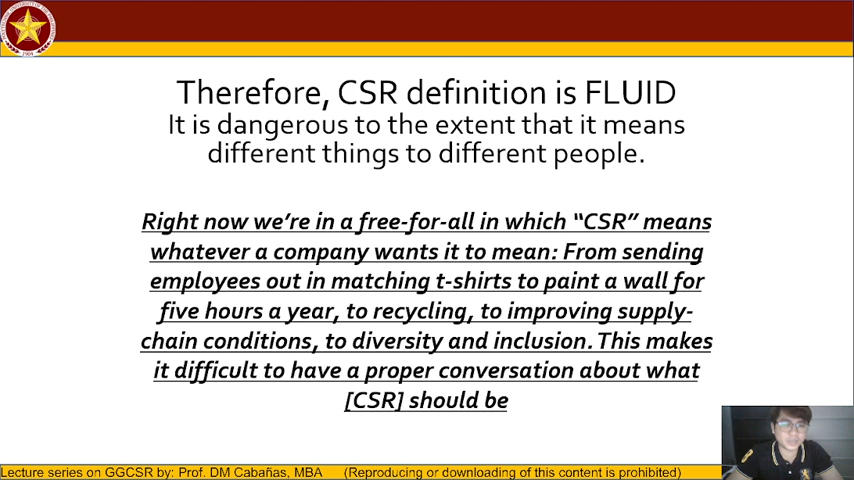 Therefore, CSR definition is FLUID
It is dangerous to the extent that it means
different things to different people.
Right now we're in a free-for-all in which “CSR” means
whatever a company wants it to mean: From sending
employees out in matching t-shirts to paint a wall for
five hours a year, to recycling, to improving supply-
chain conditions, to diversity and inclusion. This makes
it difficult to have a proper conversation about what
[CSR] should be
Lecture series on GGCSR by: Prof. DM Cabañas, MBA (Reproducing or downloading of this content is prohibited)